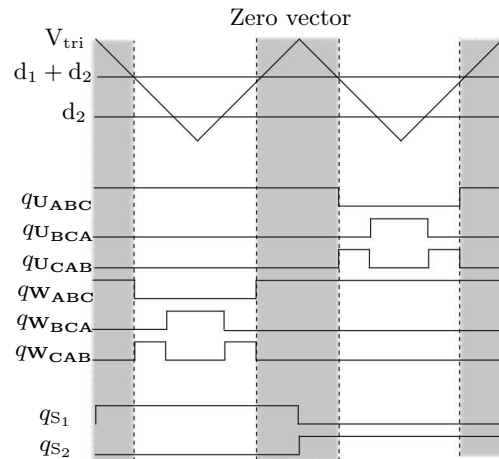 Zero vector
V_tri
d_1 + d_2
d_2
q_U_ABC
q_U_BCA
q_U_CAB
q_W_ABC
q_W_BCA
q_W_CAB
q_S_1
q_S_2